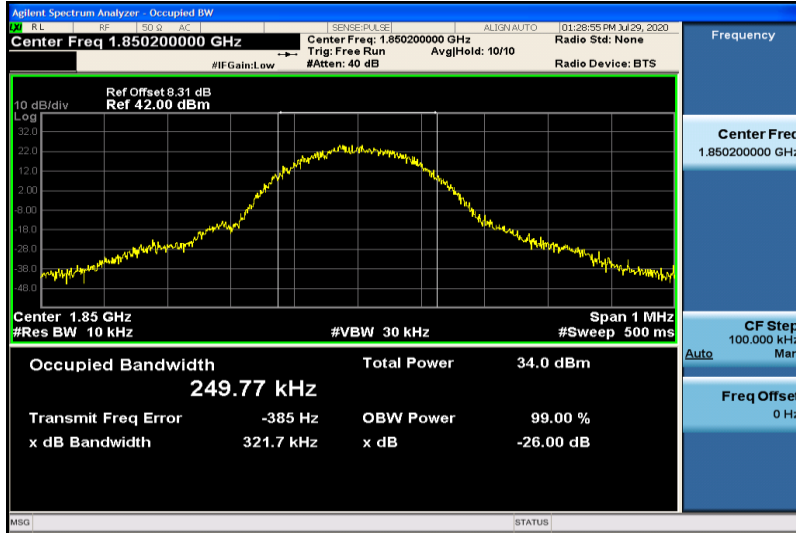 Agilent Spectrum Analyzer - Occupied BW
LXI RL RF 50 Ω AC SENSE:PULSE ALIGN AUTO 01:28:55 PM Jul 29, 2020
Center Freq 1.850200000 GHz
Center Freq: 1.850200000 GHz Radio Std: None
Trig: Free Run Avg|Hold: 10/10
#IFGain:Low #Atten: 40 dB Radio Device: BTS
Ref Offset 8.31 dB
10 dB/div Ref 42.00 dBm
Log
32.0
22.0
12.0
2.00
-8.00
-18.0
-28.0
-38.0
-48.0
Center 1.85 GHz Span 1 MHz
#Res BW 10 kHz #VBW 30 kHz #Sweep 500 ms
Occupied Bandwidth Total Power 34.0 dBm
249.77 kHz
Transmit Freq Error -385 Hz OBW Power 99.00 %
x dB Bandwidth 321.7 kHz x dB -26.00 dB
MSG STATUS
Frequency
Center Freq
1.850200000 GHz
CF Step
100.000 kHz
Auto Man
Freq Offset
0 Hz